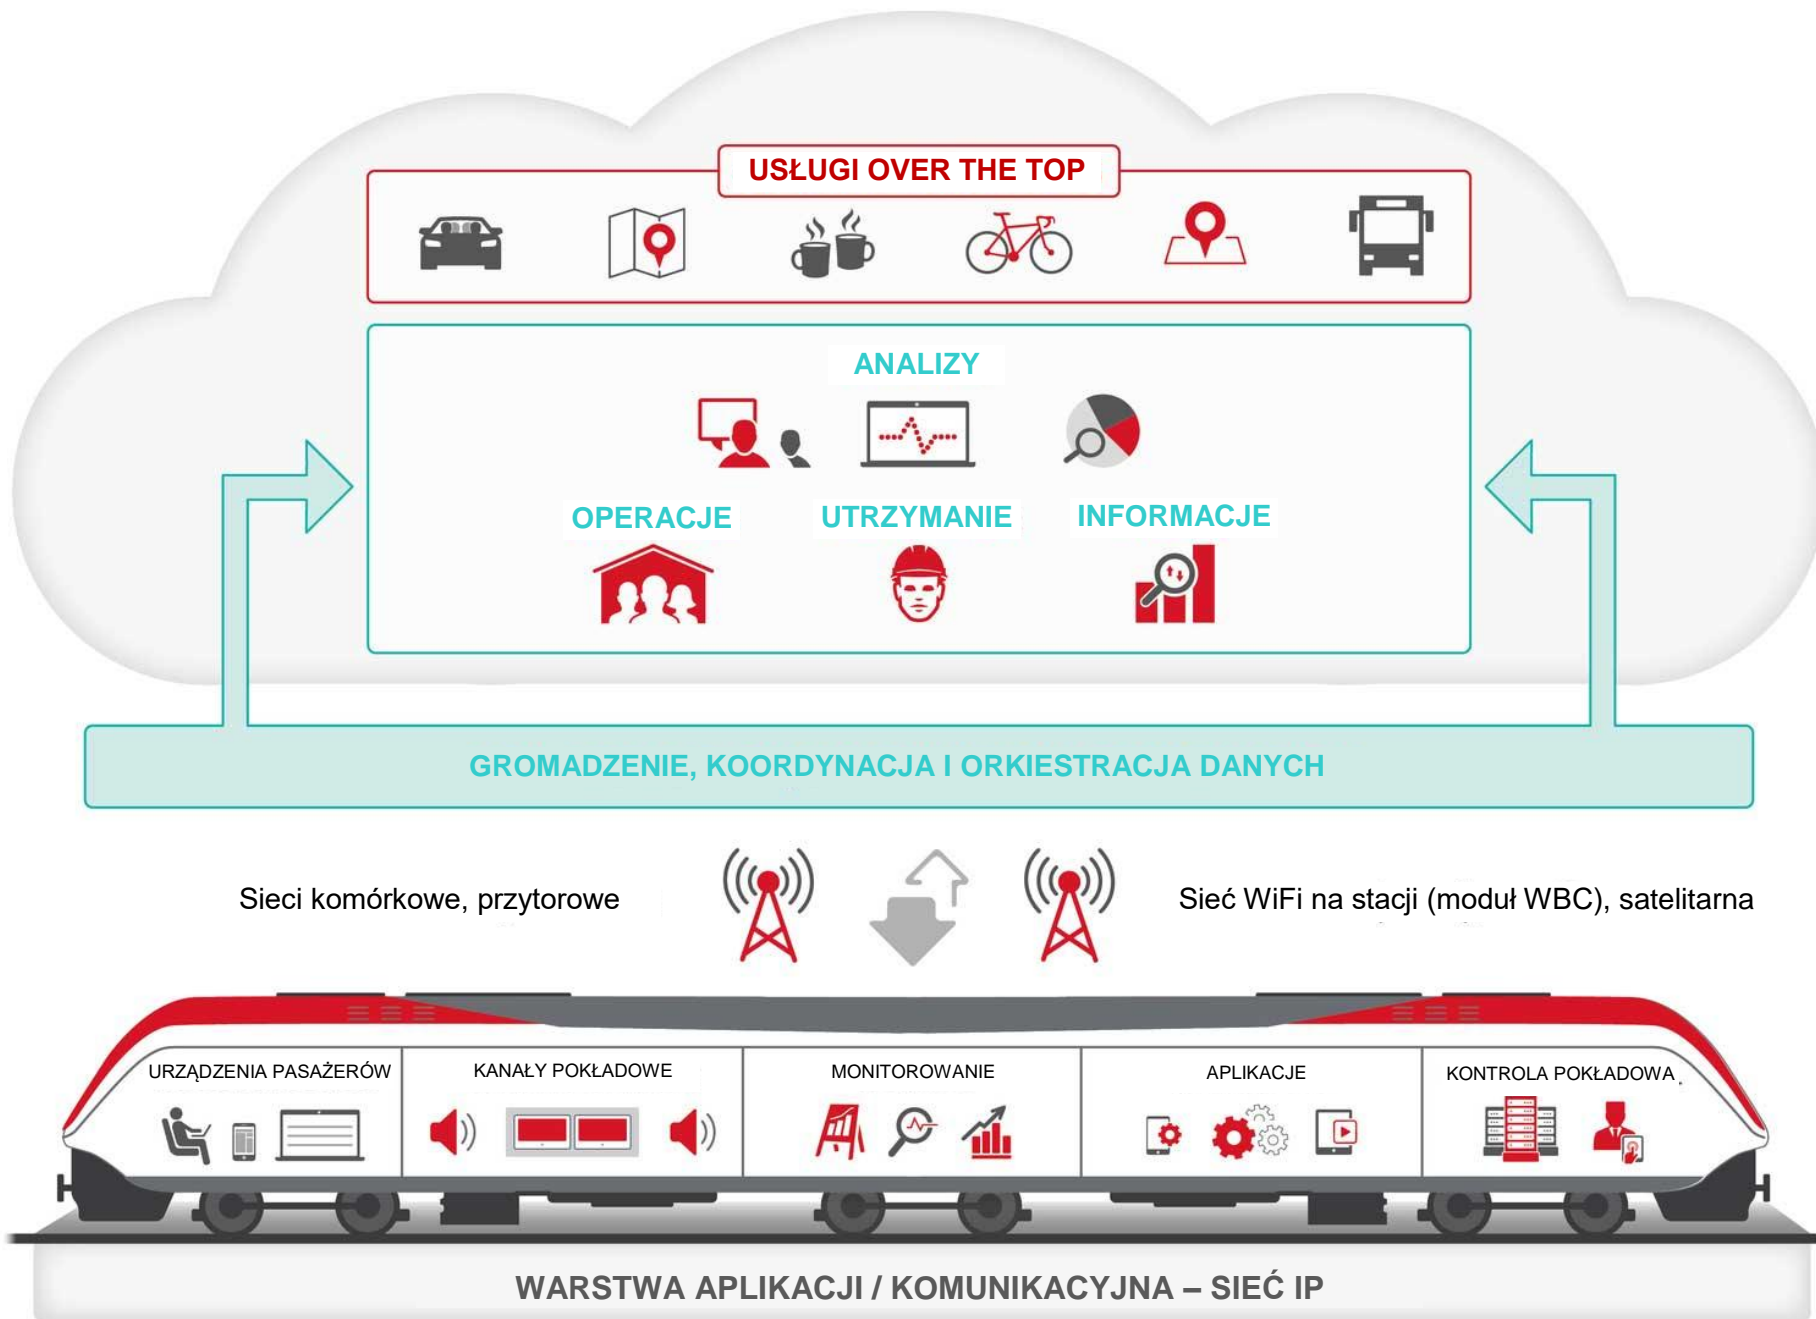 USŁUGI OVER THE TOP
ANALIZY
OPERACJE UTRZYMANIE INFORMACJE
GROMADZENIE, KOORDYNACJA I ORKIESTRACJA DANYCH
Sieci komórkowe, przytorowe
Sieć WiFi na stacji (moduł WBC), satelitarna
URZĄDZENIA PASAŻERÓW
KANAŁY POKŁADOWE
MONITOROWANIE
APLIKACJE
KONTROLA POKŁADOWA
WARSTWA APLIKACJI / KOMUNIKACYJNA – SIEĆ IP